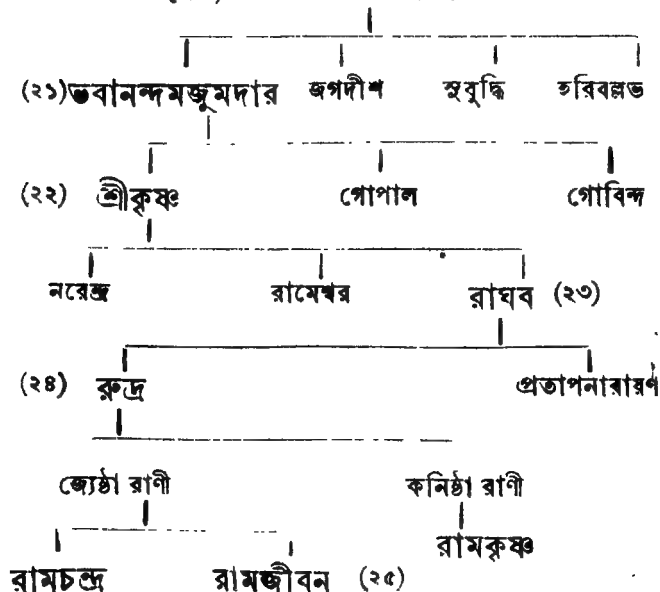 (২১)ভবানন্দমজুমদার জগদীশ সুবুদ্ধি হরিবল্লভ
(২২) শ্রীকৃষ্ণ গোপাল গোবিন্দ
নরেন্দ্র রামেশ্বর রাঘব (২৩)
(২৪) রুদ্র প্রতাপনারায়ণ
জ্যেষ্ঠা রাণী কনিষ্ঠা রাণী
রামকৃষ্ণ
রামচন্দ্র রামজীবন (২৫)